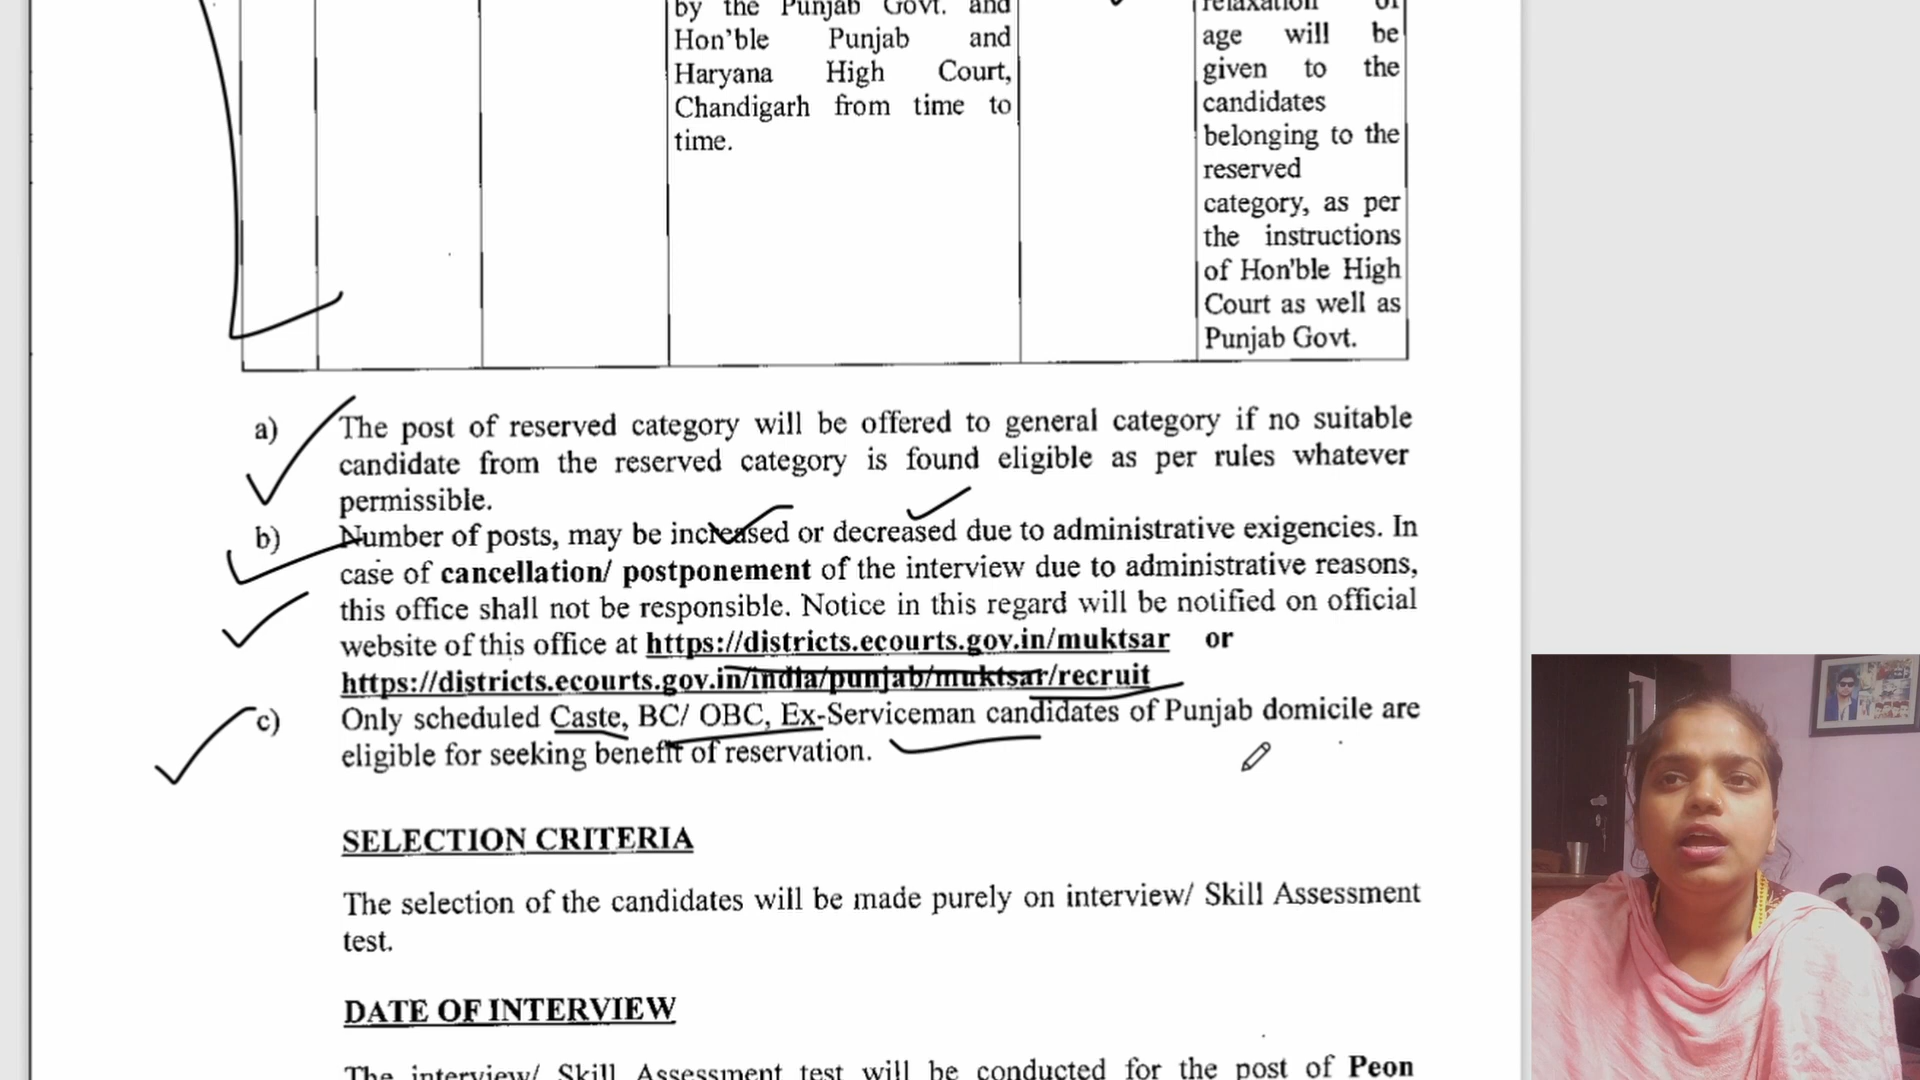 by the Punjab Govt. and
Hon'ble Punjab and
Haryana High Court,
Chandigarh from time to
time.
relaxation of
age will be
given to the
candidates
belonging to the
reserved
category, as per
the instructions
of Hon'ble High
Court as well as
Punjab Govt.
a) The post of reserved category will be offered to general category if no suitable
candidate from the reserved category is found eligible as per rules whatever
permissible.
b) Number of posts, may be increased or decreased due to administrative exigencies. In
case of cancellation/ postponement of the interview due to administrative reasons,
this office shall not be responsible. Notice in this regard will be notified on official
website of this office at https://districts.ecourts.gov.in/muktsar or
https://districts.ecourts.gov.in/india/punjab/muktsar/recruit
c) Only scheduled Caste, BC/ OBC, Ex-Serviceman candidates of Punjab domicile are
eligible for seeking benefit of reservation.
SELECTION CRITERIA
The selection of the candidates will be made purely on interview/ Skill Assessment
test.
DATE OF INTERVIEW
The interview/ Skill Assessment test will be conducted for the post of Peon